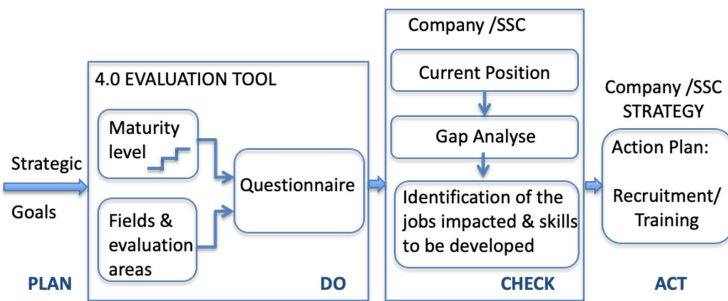 Strategic
Goals
PLAN
4.0 EVALUATION TOOL
Maturity
level
Fields &
evaluation
areas
Questionnaire
DO
Company /SSC
Current Position
Gap Analyse
Identification of the
jobs impacted & skills
to be developed
CHECK
Company /SSC
STRATEGY
Action Plan:
Recruitment/
Training
ACT